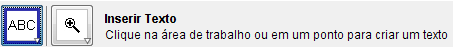 ABC
Inserir Texto
Clique na área de trabalho ou em um ponto para criar um texto